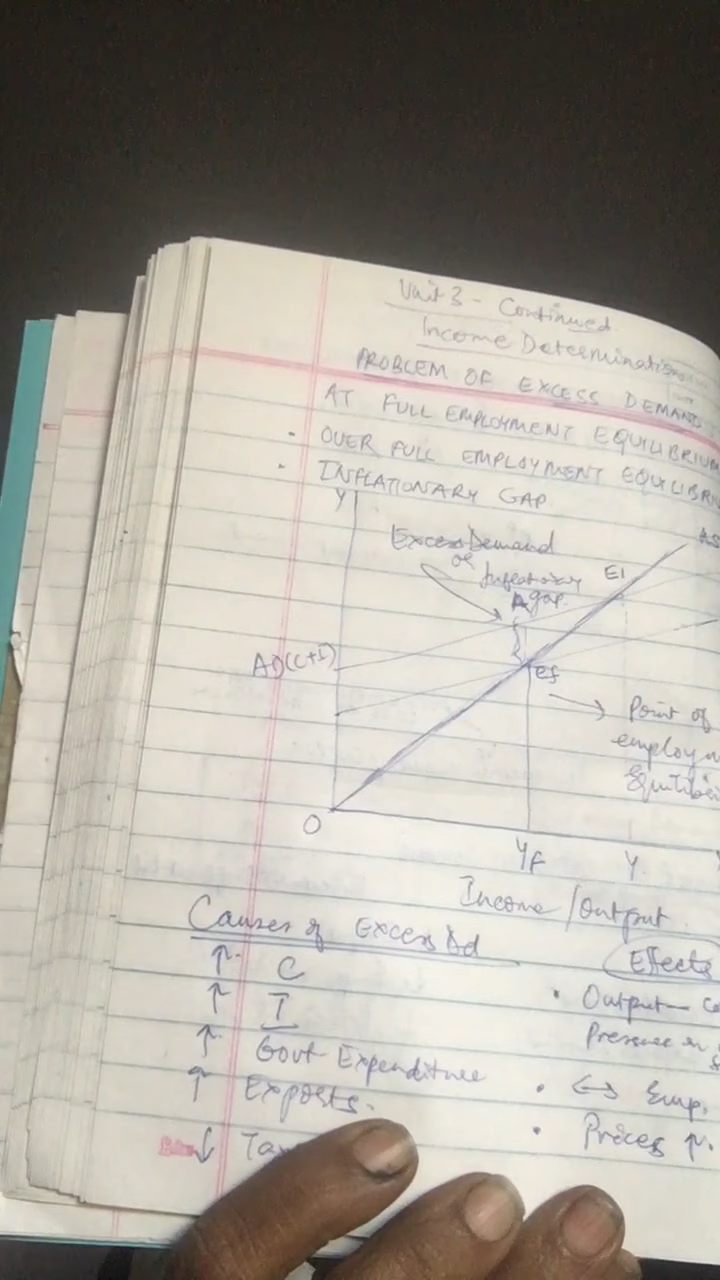 Unit 3 - Continued
Income Determination
PROBLEM OF EXCESS DEMAND
AT FULL EMPLOYMENT EQUILIBRIUM
• OVER FULL EMPLOYMENT EQUILIBRI
• INFLATIONARY GAP
Y
Excess Demand
or
Inflationary
gap.
A
E1
AS
AD(C+I)
Ef
Point of
employm
Equilibri
O
Yf
Y
Income/Output
Causes of Excess Ad
↑ C
↑ I
↑ Govt Expenditure
↑ Exports.
↓ Tax
Effects
• Output
Pressure on
• ↔ Emp.
• Prices ↑.